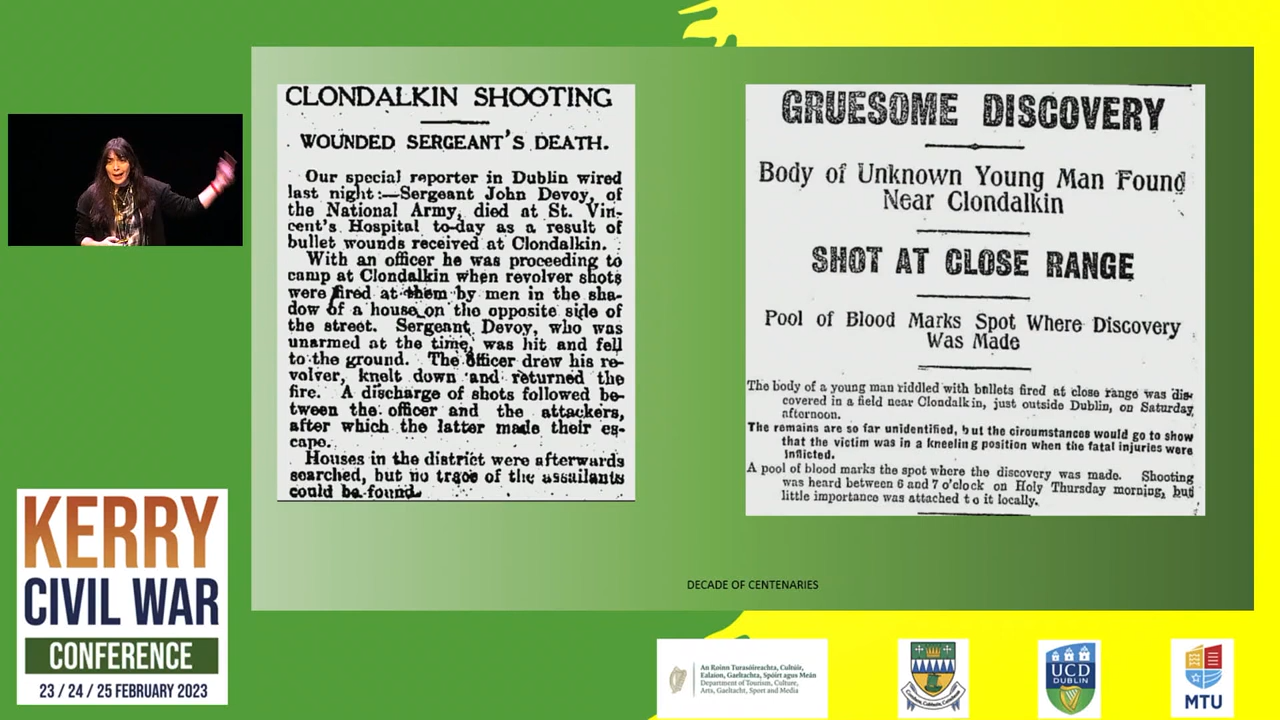 CLONDALKIN SHOOTING
WOUNDED SERGEANT'S DEATH.
Our special reporter in Dublin wired
last night:—Sergeant John Devoy, of
the National Army, died at St. Vin-
cent's Hospital to-day as a result of
bullet wounds received at Clondalkin.
With an officer he was proceeding to
camp at Clondalkin when revolver shots
were fired at them by men in the sha-
dow of a house on the opposite side of
the street. Sergeant Devoy, who was
unarmed at the time, was hit and fell
to the ground. The officer drew his re-
volver, knelt down and returned the
fire. A discharge of shots followed be-
tween the officer and the attackers,
after which the latter made their es-
cape.
Houses in the district were afterwards
searched, but no trace of the assailants
could be found.
GRUESOME DISCOVERY
Body of Unknown Young Man Found
Near Clondalkin
SHOT AT CLOSE RANGE
Pool of Blood Marks Spot Where Discovery
Was Made
The body of a young man riddled with bullets fired at close range was dis-
covered in a field near Clondalkin, just outside Dublin, on Saturday
afternoon.
The remains are so far unidentified, but the circumstances would go to show
that the victim was in a kneeling position when the fatal injuries were
inflicted.
A pool of blood marks the spot where the discovery was made. Shooting
was heard between 6 and 7 o'clock on Holy Thursday morning, but
little importance was attached to it locally.
DECADE OF CENTENARIES
KERRY
CIVIL WAR
CONFERENCE
23 / 24 / 25 FEBRUARY 2023
An Roinn Turasóireachta, Cultúir,
Ealaíon, Gaeltachta, Spóirt agus Meán
Department of Tourism, Culture,
Arts, Gaeltacht, Sport and Media
UCD
DUBLIN
MTU